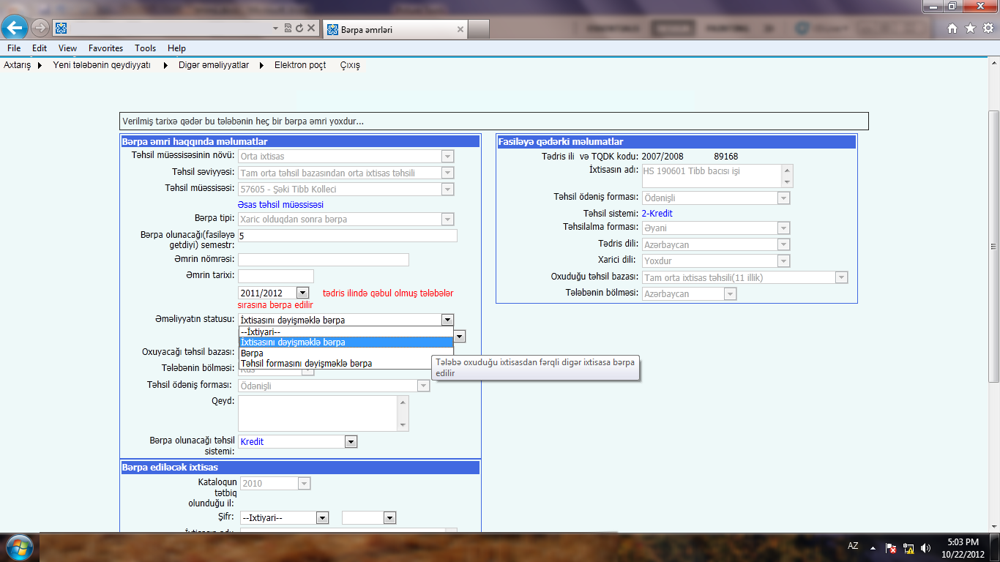 Bərpa əmrləri
File Edit View Favorites Tools Help
Axtarış Yeni tələbənin qeydiyyatı Digər əməliyyatlar Elektron poçt Çıxış
Verilmiş tarixə qədər bu tələbənin heç bir bərpa əmri yoxdur...
Bərpa əmri haqqında məlumatlar
Təhsil müəssisəsinin növü: Orta ixtisas
Təhsil səviyyəsi: Tam orta təhsil bazasından orta ixtisas təhsili
Təhsil müəssisəsi: 57605 - Şəki Tibb Kolleci
Əsas təhsil müəssisəsi
Bərpa tipi: Xaric olduqdan sonra bərpa
Bərpa olunacağı(fasiləyə
getdiyi) semestr: 5
Əmrin nömrəsi:
Əmrin tarixi:
2011/2012 tədris ilində qəbul olmuş tələbələr
sırasına bərpa edilir
Əməliyyatın statusu: İxtisasını dəyişməklə bərpa
--İxtiyari--
İxtisasını dəyişməklə bərpa
Bərpa
Təhsil formasını dəyişməklə bərpa
Tələbə oxuduğu ixtisasdan fərqli digər ixtisasa bərpa
edilir
Oxuyacağı təhsil bazası:
Tələbənin bölməsi: Rus
Təhsil ödəniş forması: Ödənişli
Qeyd:
Bərpa olunacağı təhsil
sistemi: Kredit
Bərpa ediləcək ixtisas
Kataloqun
tətbiq
olunduğu il: 2010
Şifr: --İxtiyari--
Fasiləyə qədərki məlumatlar
Tədris ili və TQDK kodu: 2007/2008 89168
İxtisasın adı: HS 190601 Tibb bacısı işi
Təhsil ödəniş forması: Ödənişli
Təhsil sistemi: 2-Kredit
Təhsilalma forması: Əyani
Tədris dili: Azərbaycan
Xarici dili: Yoxdur
Oxuduğu təhsil bazası: Tam orta ixtisas təhsili(11 illik)
Tələbənin bölməsi: Azərbaycan
AZ
5:03 PM
10/22/2012